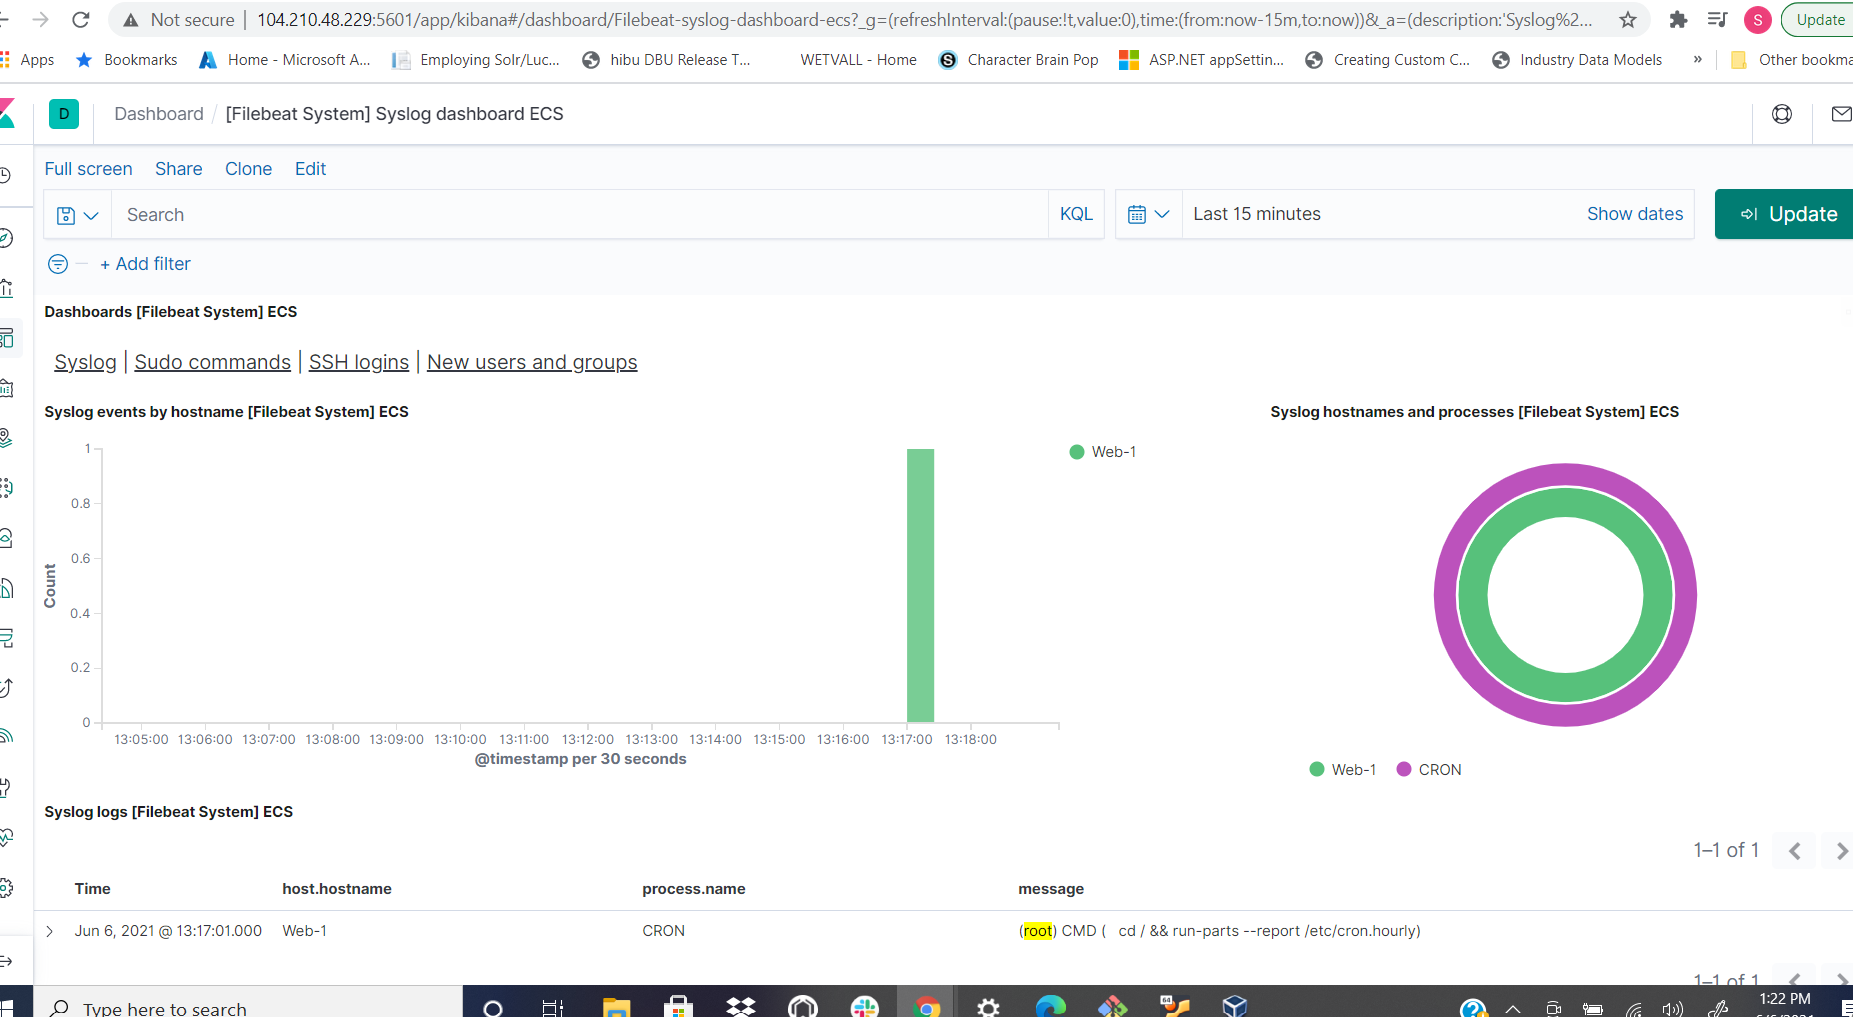 Not secure | 104.210.48.229:5601/app/kibana#/dashboard/Filebeat-syslog-dashboard-ecs?_g=(refreshInterval:(pause:!t,value:0),time:(from:now-15m,to:now))&_a=(description:'Syslog%2... S Update
Apps Bookmarks Home - Microsoft A... Employing Solr/Luc... hibu DBU Release T... WETVALL - Home Character Brain Pop ASP.NET appSettin... Creating Custom C... Industry Data Models » Other bookma
D Dashboard / [Filebeat System] Syslog dashboard ECS
Full screen Share Clone Edit
Search KQL Last 15 minutes Show dates Update
+ Add filter
Dashboards [Filebeat System] ECS
Syslog | Sudo commands | SSH logins | New users and groups
Syslog events by hostname [Filebeat System] ECS
1
0.8
0.6
0.4
0.2
0
Count
13:05:00 13:06:00 13:07:00 13:08:00 13:09:00 13:10:00 13:11:00 13:12:00 13:13:00 13:14:00 13:15:00 13:16:00 13:17:00 13:18:00
@timestamp per 30 seconds
Web-1
Syslog hostnames and processes [Filebeat System] ECS
Web-1 CRON
Syslog logs [Filebeat System] ECS
1–1 of 1
Time host.hostname process.name message
Jun 6, 2021 @ 13:17:01.000 Web-1 CRON (root) CMD ( cd / && run-parts --report /etc/cron.hourly)
1–1 of 1
Type here to search 64 1:22 PM